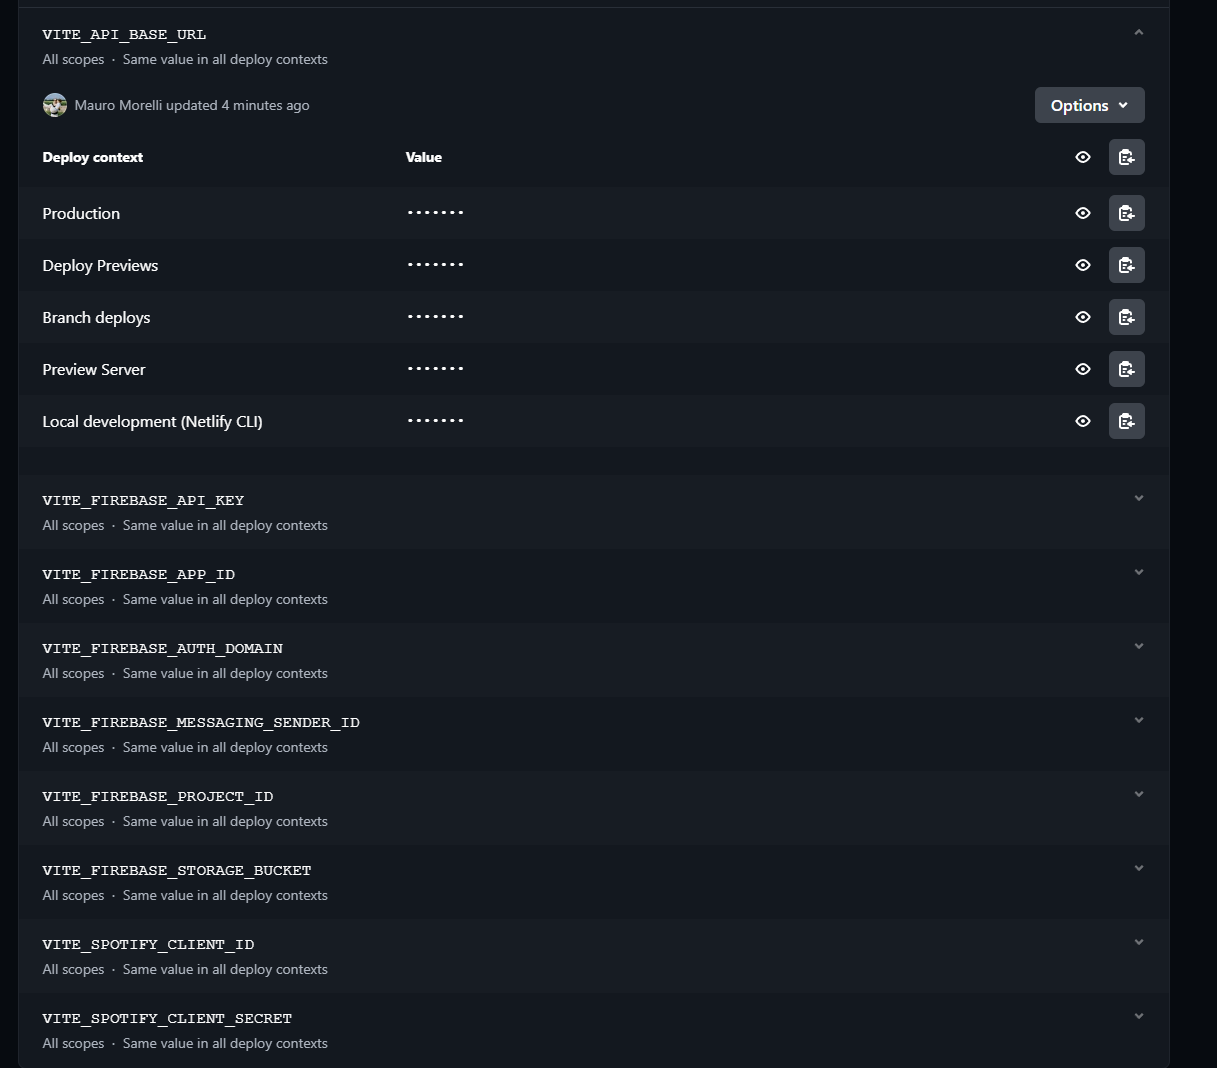 VITE_API_BASE_URL
All scopes · Same value in all deploy contexts
Mauro Morelli updated 4 minutes ago
Options
Deploy context Value
Production •••••••
Deploy Previews •••••••
Branch deploys •••••••
Preview Server •••••••
Local development (Netlify CLI) •••••••
VITE_FIREBASE_API_KEY
All scopes · Same value in all deploy contexts
VITE_FIREBASE_APP_ID
All scopes · Same value in all deploy contexts
VITE_FIREBASE_AUTH_DOMAIN
All scopes · Same value in all deploy contexts
VITE_FIREBASE_MESSAGING_SENDER_ID
All scopes · Same value in all deploy contexts
VITE_FIREBASE_PROJECT_ID
All scopes · Same value in all deploy contexts
VITE_FIREBASE_STORAGE_BUCKET
All scopes · Same value in all deploy contexts
VITE_SPOTIFY_CLIENT_ID
All scopes · Same value in all deploy contexts
VITE_SPOTIFY_CLIENT_SECRET
All scopes · Same value in all deploy contexts